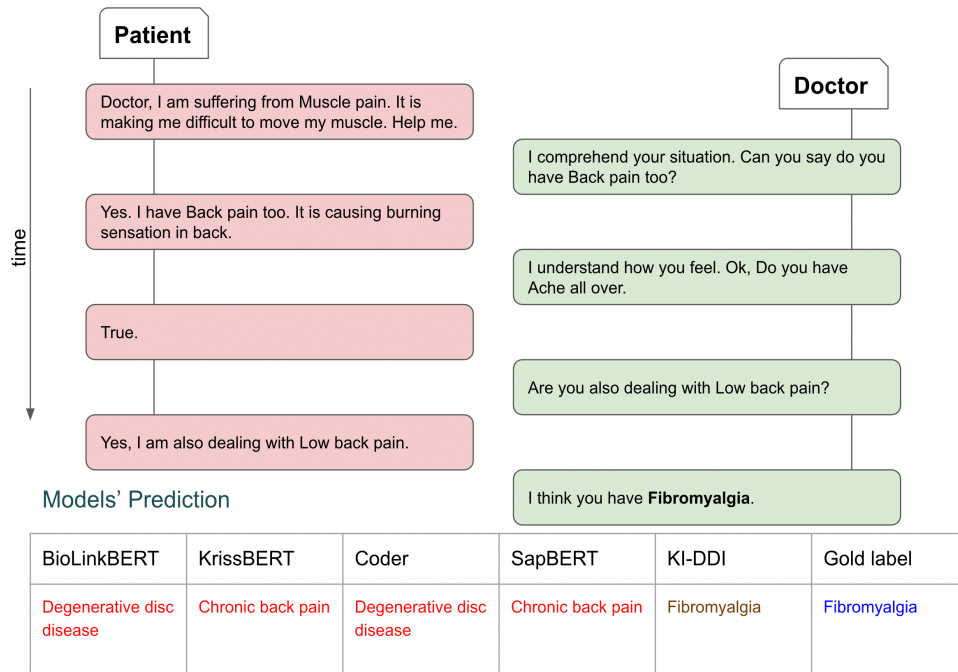 Patient
Doctor
Doctor, I am suffering from Muscle pain. It is
making me difficult to move my muscle. Help me.
I comprehend your situation. Can you say do you
have Back pain too?
Yes. I have Back pain too. It is causing burning
sensation in back.
I understand how you feel. Ok, Do you have
Ache all over.
time
True.
Are you also dealing with Low back pain?
Yes, I am also dealing with Low back pain.
I think you have Fibromyalgia.
Models' Prediction
BioLinkBERT KrissBERT Coder SapBERT KI-DDI Gold label
Degenerative disc Chronic back pain Degenerative disc Chronic back pain Fibromyalgia Fibromyalgia
disease disease